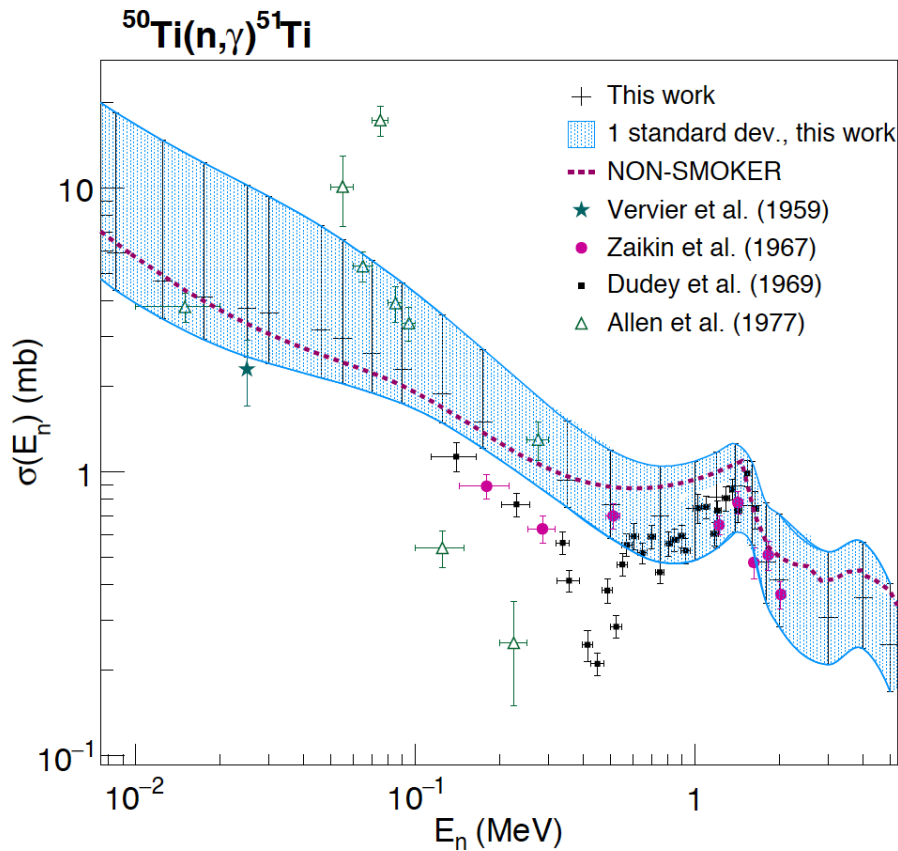 ⁵⁰Ti(n,γ)⁵¹Ti
This work
1 standard dev., this work
NON-SMOKER
Vervier et al. (1959)
Zaikin et al. (1967)
Dudey et al. (1969)
Allen et al. (1977)
σ(Eₙ) (mb)
10
1
10⁻¹
10⁻²
10⁻¹
1
Eₙ (MeV)